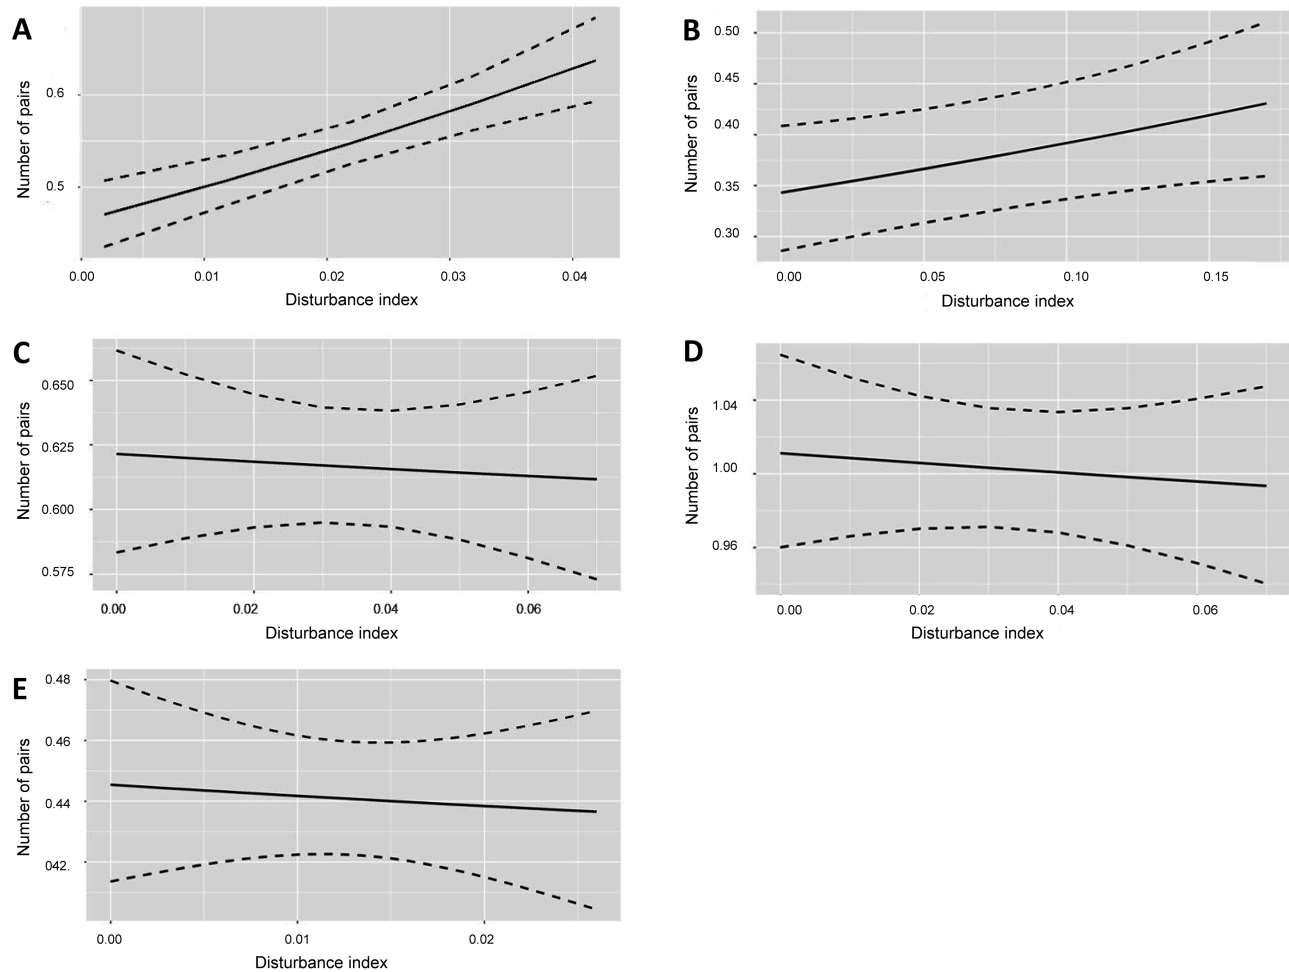 A
Number of pairs
0.6
0.5
0.00 0.01 0.02 0.03 0.04
Disturbance index
B
Number of pairs
0.50
0.45
0.40
0.35
0.30
0.00 0.05 0.10 0.15
Disturbance index
C
Number of pairs
0.650
0.625
0.600
0.575
0.00 0.02 0.04 0.06
Disturbance index
D
Number of pairs
1.04
1.00
0.96
0.00 0.02 0.04 0.06
Disturbance index
E
Number of pairs
0.48
0.46
0.44
042.
0.00 0.01 0.02
Disturbance index